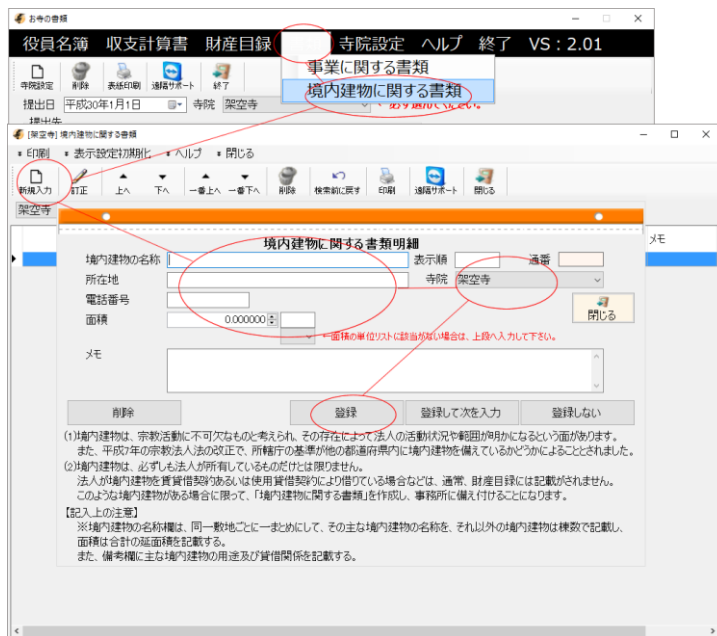 お寺の書類
役員名簿 収支計算書 財産目録 寺院設定 ヘルプ 終了 VS：2.01
事業に関する書類
境内建物に関する書類
寺院設定 削除 表紙印刷 遠隔サポート 終了
提出日 平成30年1月1日 寺院 架空寺 ←必ず選んでください。
提出先
[架空寺] 境内建物に関する書類
印刷 表示設定初期化 ヘルプ 閉じる
新規入力 訂正 上へ 下へ 一番上へ 一番下へ 削除 検索前に戻す 印刷 遠隔サポート 閉じる
架空寺
メモ
境内建物に関する書類明細
境内建物の名称 表示順 通番
所在地 寺院 架空寺
電話番号
面積 0.000000
閉じる
←面積の単位リストに該当がない場合は、上段へ入力して下さい。
メモ
削除 登録 登録して次を入力 登録しない
(1)境内建物は、宗教活動に不可欠なものと考えられ、その存在によって法人の活動状況や範囲が明かになるという面があります。
また、平成7年の宗教法人法の改正で、所轄庁の基準が他の都道府県内に境内建物を備えているかどうかによることとされました。
(2)境内建物は、必ずしも法人が所有しているものだけとは限りません。
法人が境内建物を賃貸借契約あるいは使用貸借契約により借りている場合などは、通常、財産目録には記載がされません。
このような境内建物がある場合に限って、「境内建物に関する書類」を作成し、事務所に備え付けることになります。
【記入上の注意】
※境内建物の名称欄は、同一敷地ごとに一まとめにして、その主な境内建物の名称を、それ以外の境内建物は棟数で記載し、
面積は合計の延面積を記載する。
また、備考欄に主な境内建物の用途及び貸借関係を記載する。